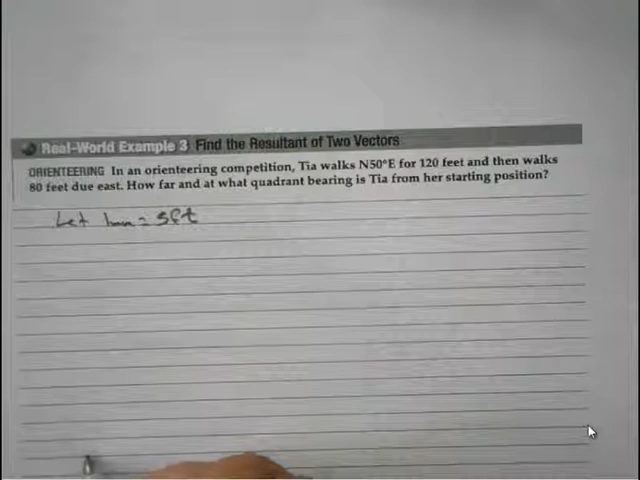 Real-World Example 3 Find the Resultant of Two Vectors
ORIENTEERING In an orienteering competition, Tia walks N50°E for 120 feet and then walks
80 feet due east. How far and at what quadrant bearing is Tia from her starting position?
Let 1mm = 5ft